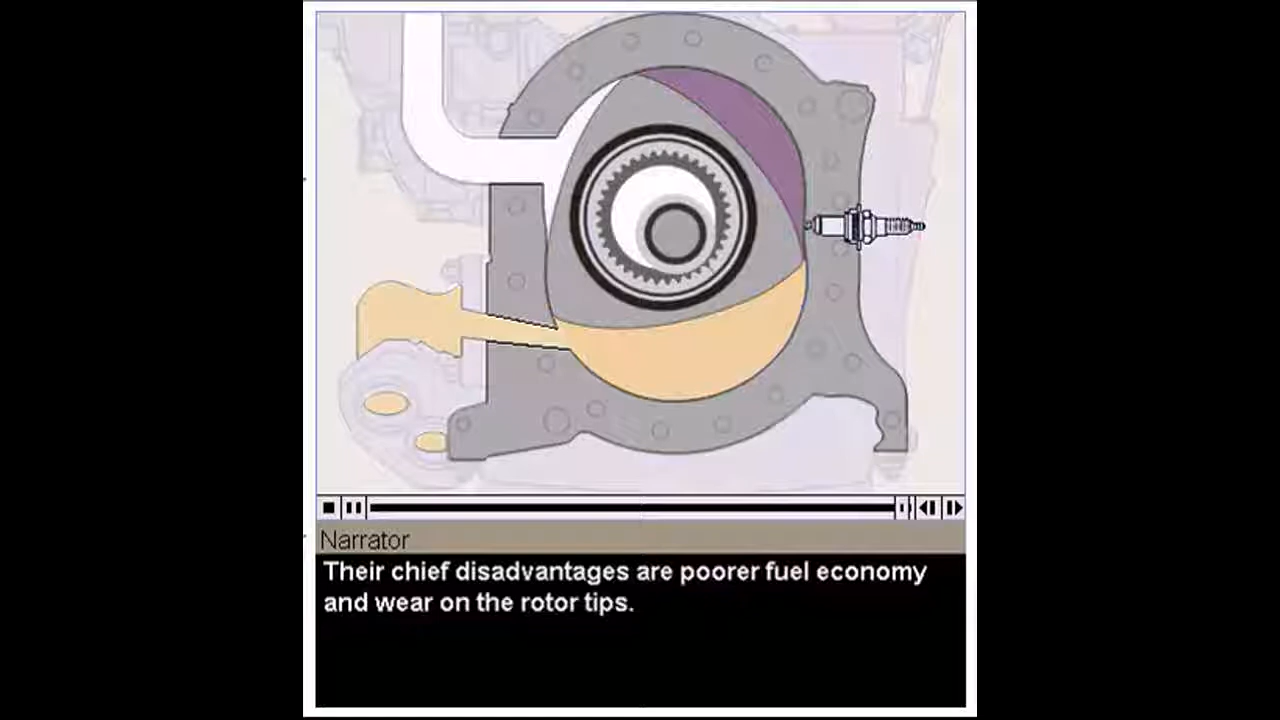 Narrator
Their chief disadvantages are poorer fuel economy
and wear on the rotor tips.